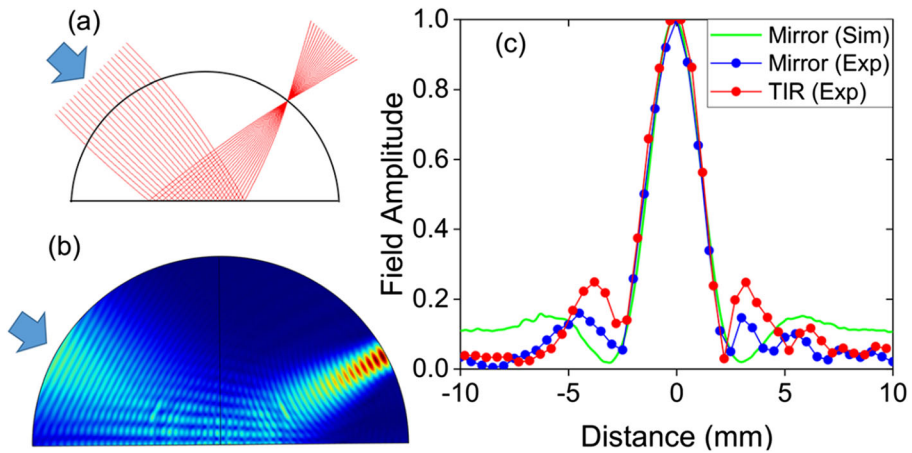 (a)
(b)
(c)
Mirror (Sim)
Mirror (Exp)
TIR (Exp)
Field Amplitude
1.0
0.8
0.6
0.4
0.2
0.0
-10
-5
0
5
10
Distance (mm)